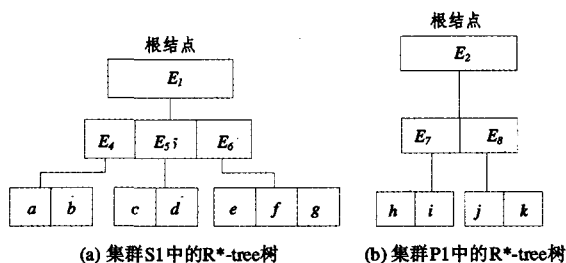 根结点
E1
E4 E5 E6
a b c d e f g
(a) 集群S1中的R*-tree树
根结点
E2
E7 E8
h i j k
(b) 集群P1中的R*-tree树